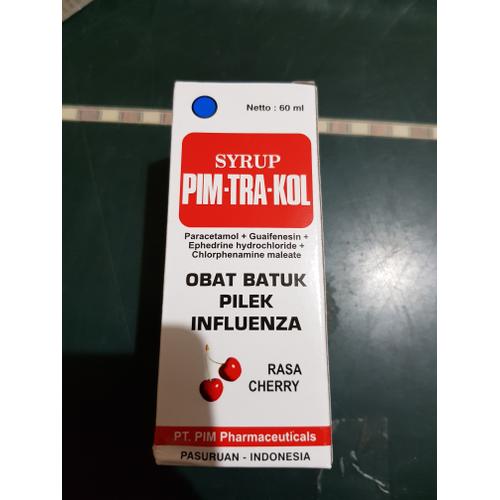 Netto : 60 ml
SYRUP
PIM-TRA-KOL
Paracetamol + Guaifenesin +
Ephedrine hydrochloride +
Chlorphenamine maleate
OBAT BATUK
PILEK
INFLUENZA
RASA
CHERRY
PT. PIM Pharmaceuticals
PASURUAN - INDONESIA